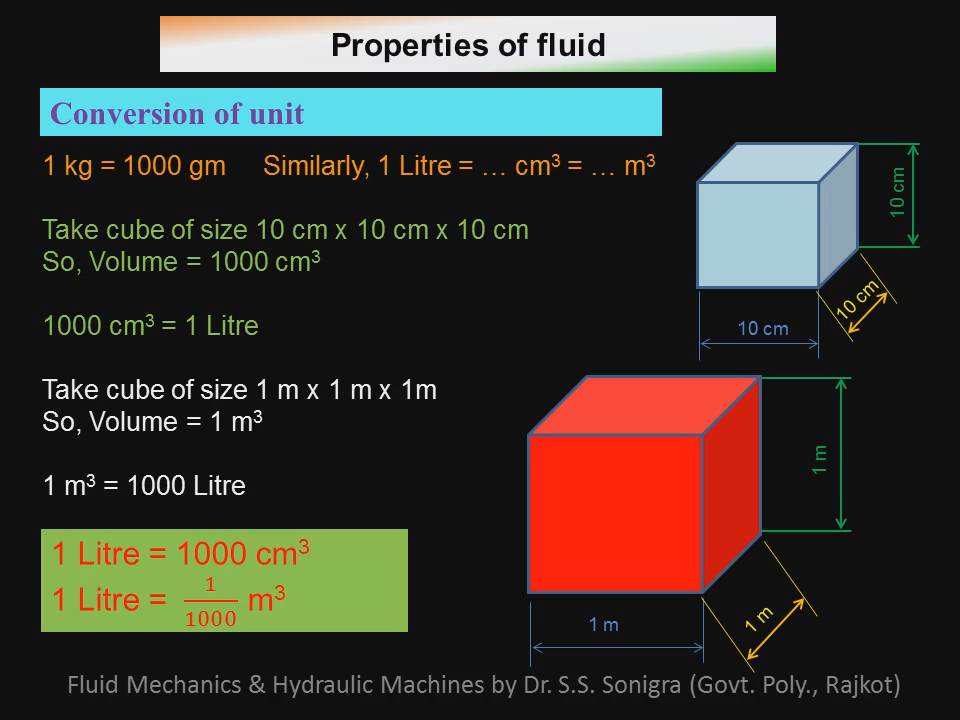 Properties of fluid
Conversion of unit
1 kg = 1000 gm Similarly, 1 Litre = … cm³ = … m³
Take cube of size 10 cm x 10 cm x 10 cm
So, Volume = 1000 cm³
1000 cm³ = 1 Litre
Take cube of size 1 m x 1 m x 1m
So, Volume = 1 m³
1 m³ = 1000 Litre
1 Litre = 1000 cm³
1 Litre = 1/1000 m³
10 cm
10 cm
10 cm
1 m
1 m
1 m
Fluid Mechanics & Hydraulic Machines by Dr. S.S. Sonigra (Govt. Poly., Rajkot)